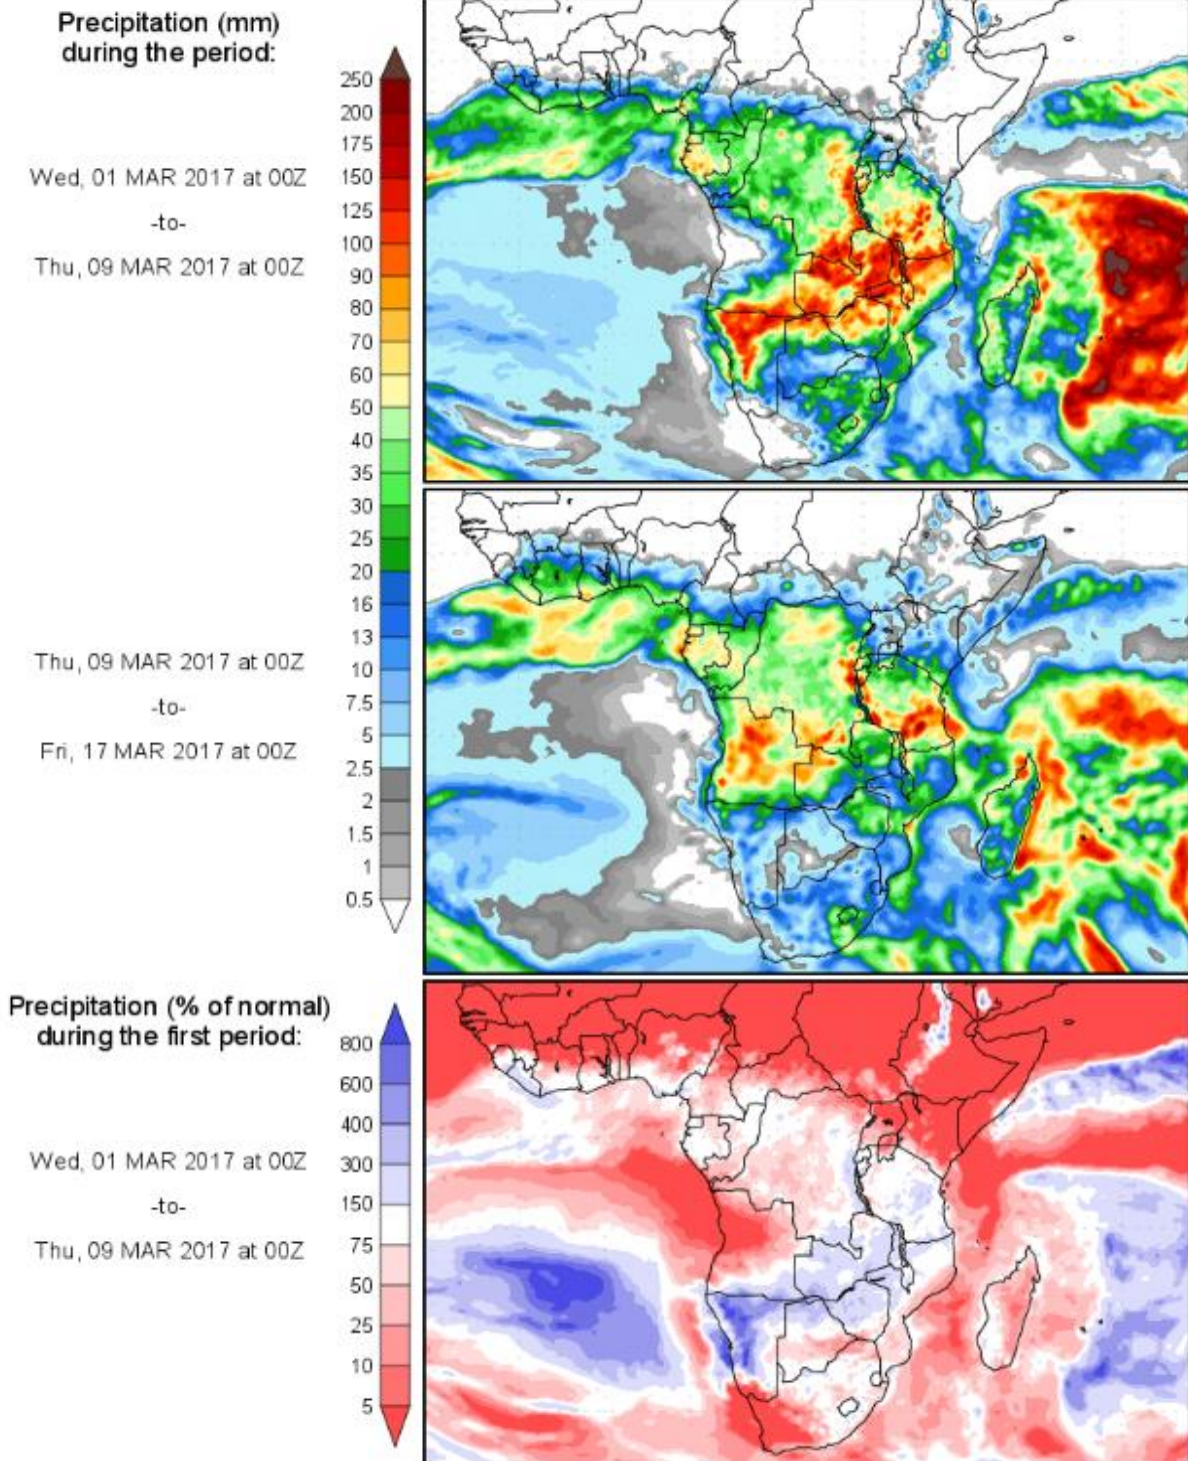 Precipitation (mm)
during the period:
250
200
175
150
125
100
90
80
70
60
50
40
35
30
25
20
16
13
10
7.5
5
2.5
2
1.5
1
0.5
Wed, 01 MAR 2017 at 00Z
-to-
Thu, 09 MAR 2017 at 00Z
Thu, 09 MAR 2017 at 00Z
-to-
Fri, 17 MAR 2017 at 00Z
Precipitation (% of normal)
during the first period:
800
600
400
300
150
75
50
25
10
5
Wed, 01 MAR 2017 at 00Z
-to-
Thu, 09 MAR 2017 at 00Z